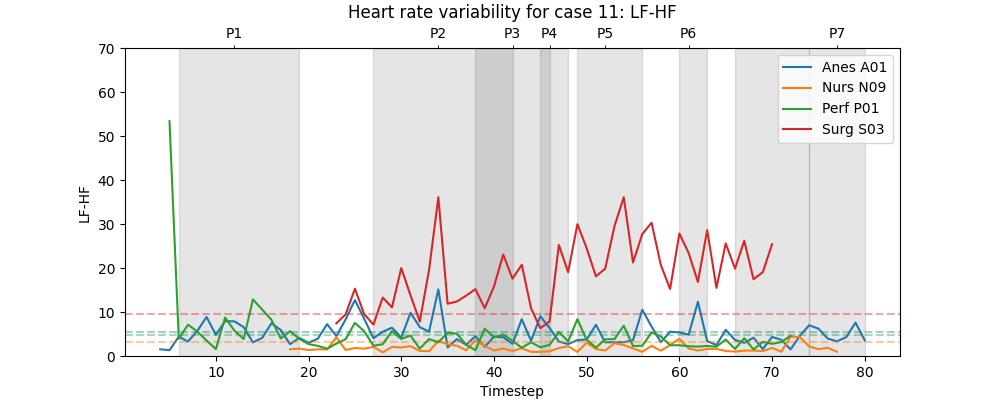 Heart rate variability for case 11: LF-HF
P1 P2 P3 P4 P5 P6 P7
70
60
50
40
30
20
10
0
LF-HF
Anes A01
Nurs N09
Perf P01
Surg S03
10 20 30 40 50 60 70 80
Timestep